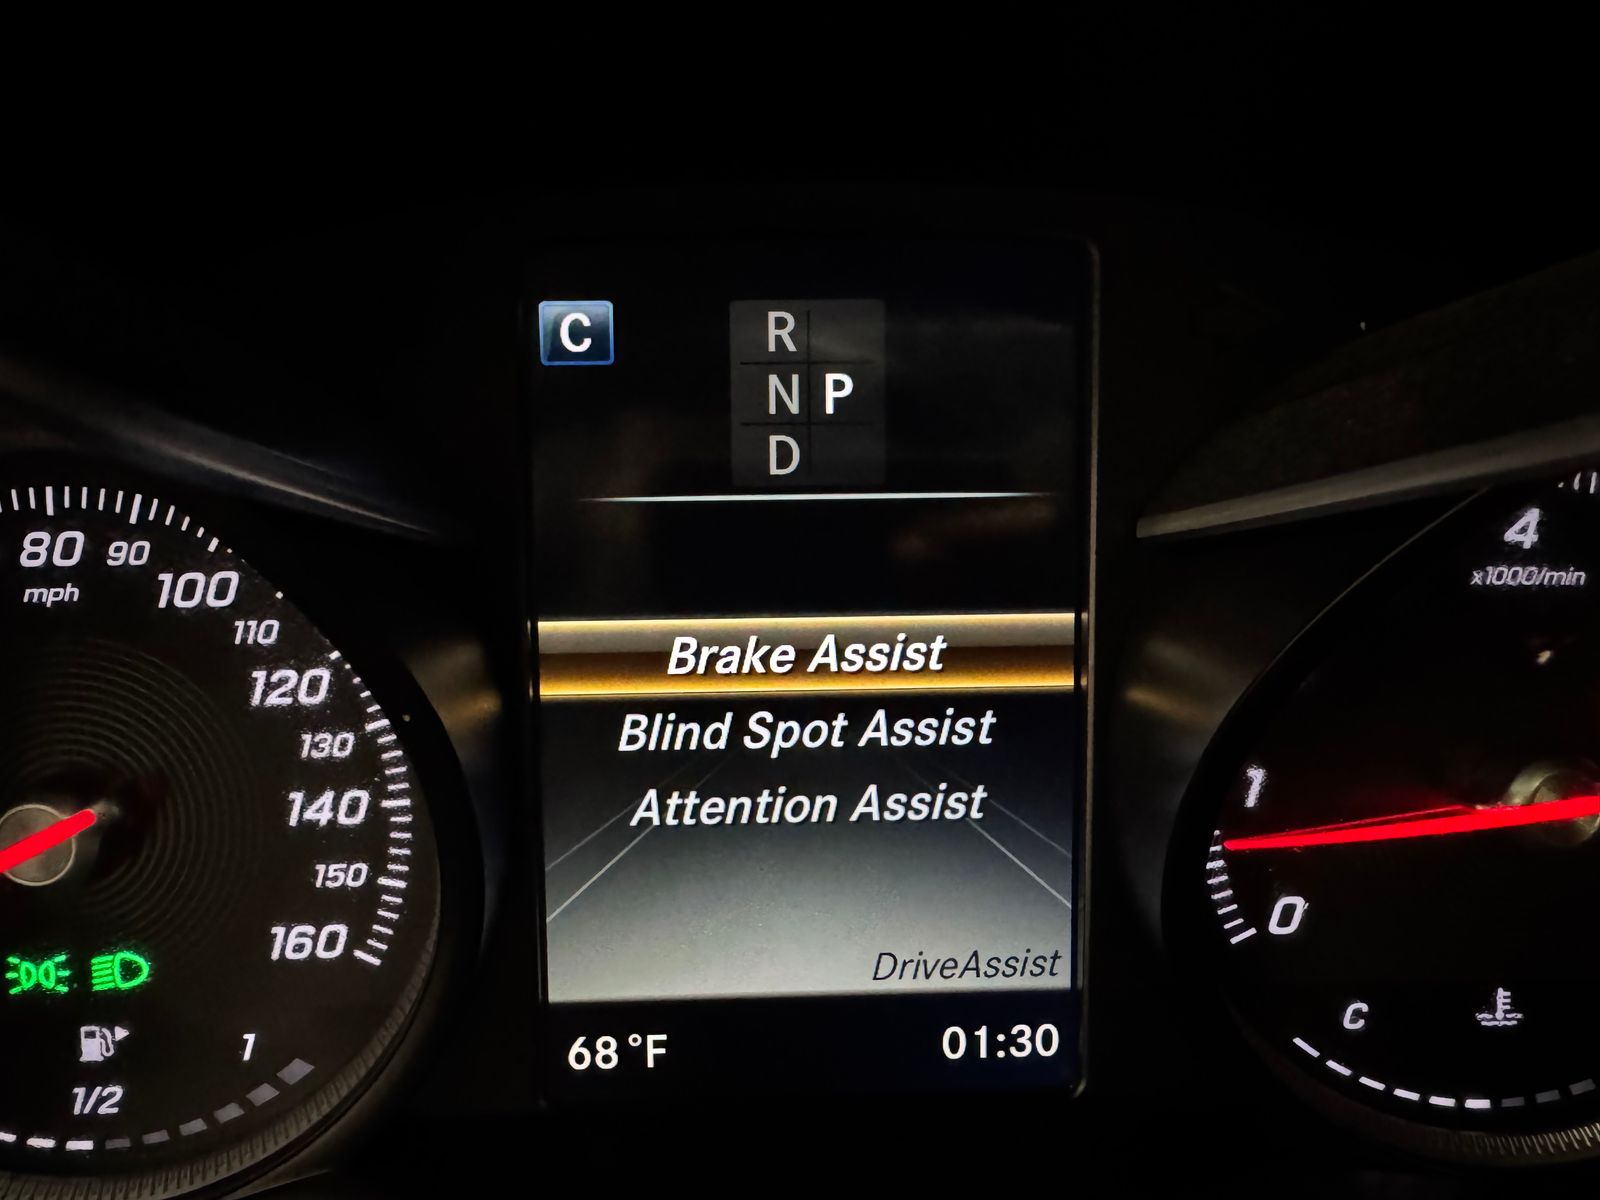 C
R
N P
D
80 90
mph
100
110
120
130
140
150
160
1
1/2
Brake Assist
Blind Spot Assist
Attention Assist
DriveAssist
68 °F 01:30
4
x1000/min
1
0
C